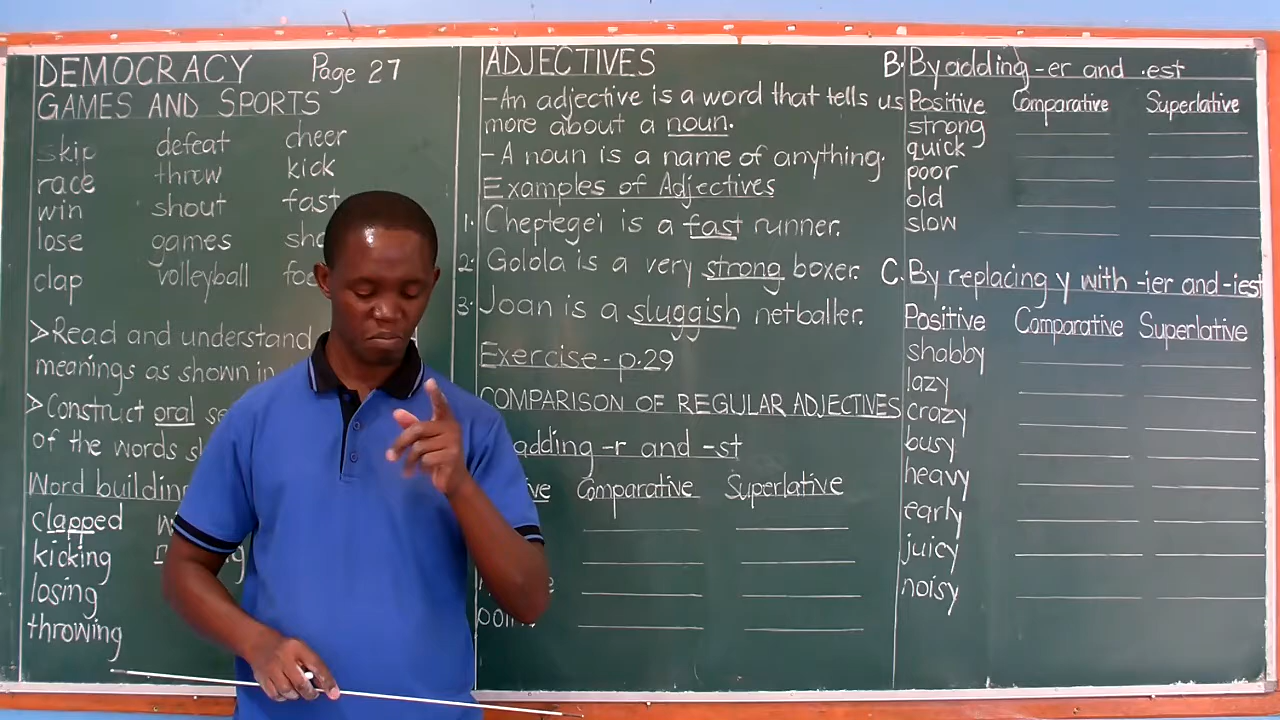 DEMOCRACY Page 27
GAMES AND SPORTS
skip defeat cheer
race throw kick
win shout fast
lose games
clap volleyball
➤Read and understand
meanings as shown in
➤Construct oral
of the words
Word building
clapped
kicking
losing
throwing
ADJECTIVES
-An adjective is a word that tells us
more about a noun.
-A noun is a name of anything.
Examples of Adjectives
1. Cheptegei is a fast runner.
2. Golola is a very strong boxer.
3. Joan is a sluggish netballer.
Exercise - p.29
COMPARISON OF REGULAR ADJECTIVES
adding -r and -st
Comparative Superlative
B. By adding -er and -est
Positive Comparative Superlative
strong
quick
poor
old
slow
C. By replacing y with -ier and -iest
Positive Comparative Superlative
shabby
lazy
crazy
busy
heavy
early
juicy
noisy